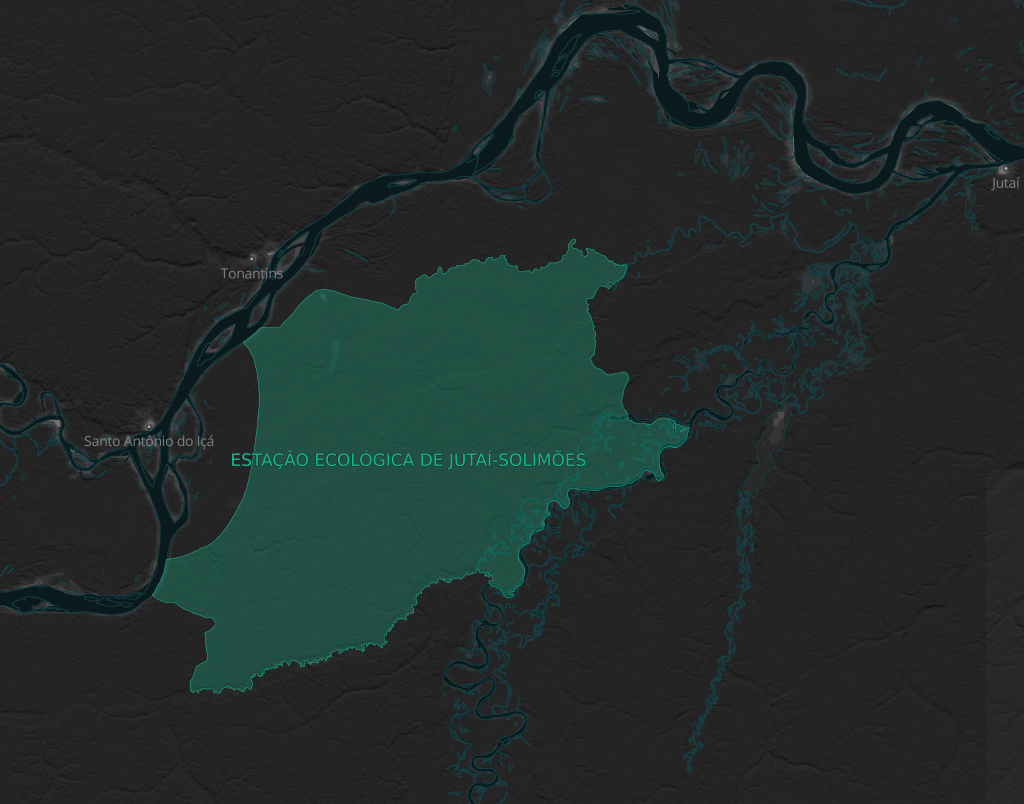 Jutaí
Tonantins
Santo Antônio do Içá
ESTAÇÃO ECOLÓGICA DE JUTAÍ-SOLIMÕES